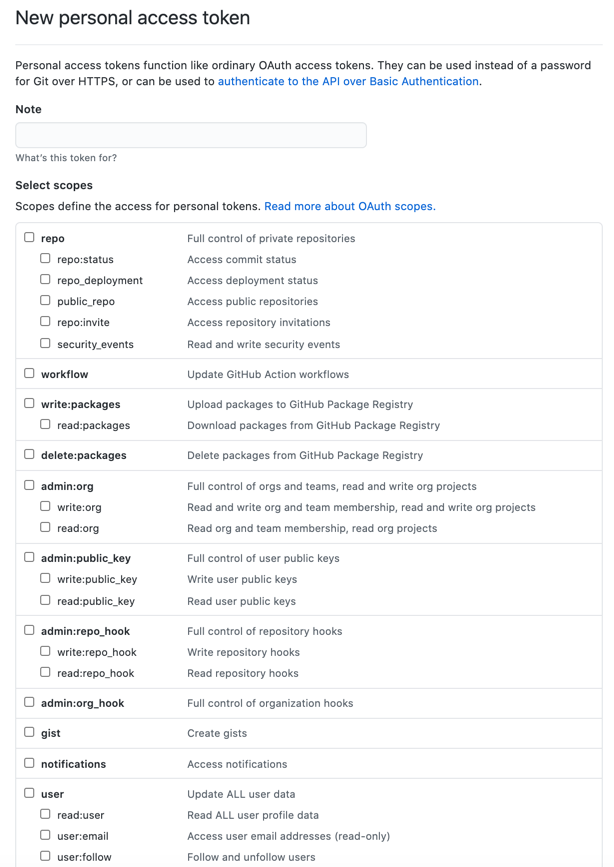 New personal access token
Personal access tokens function like ordinary OAuth access tokens. They can be used instead of a password
for Git over HTTPS, or can be used to authenticate to the API over Basic Authentication.
Note
What's this token for?
Select scopes
Scopes define the access for personal tokens. Read more about OAuth scopes.
repo Full control of private repositories
repo:status Access commit status
repo_deployment Access deployment status
public_repo Access public repositories
repo:invite Access repository invitations
security_events Read and write security events
workflow Update GitHub Action workflows
write:packages Upload packages to GitHub Package Registry
read:packages Download packages from GitHub Package Registry
delete:packages Delete packages from GitHub Package Registry
admin:org Full control of orgs and teams, read and write org projects
write:org Read and write org and team membership, read and write org projects
read:org Read org and team membership, read org projects
admin:public_key Full control of user public keys
write:public_key Write user public keys
read:public_key Read user public keys
admin:repo_hook Full control of repository hooks
write:repo_hook Write repository hooks
read:repo_hook Read repository hooks
admin:org_hook Full control of organization hooks
gist Create gists
notifications Access notifications
user Update ALL user data
read:user Read ALL user profile data
user:email Access user email addresses (read-only)
user:follow Follow and unfollow users